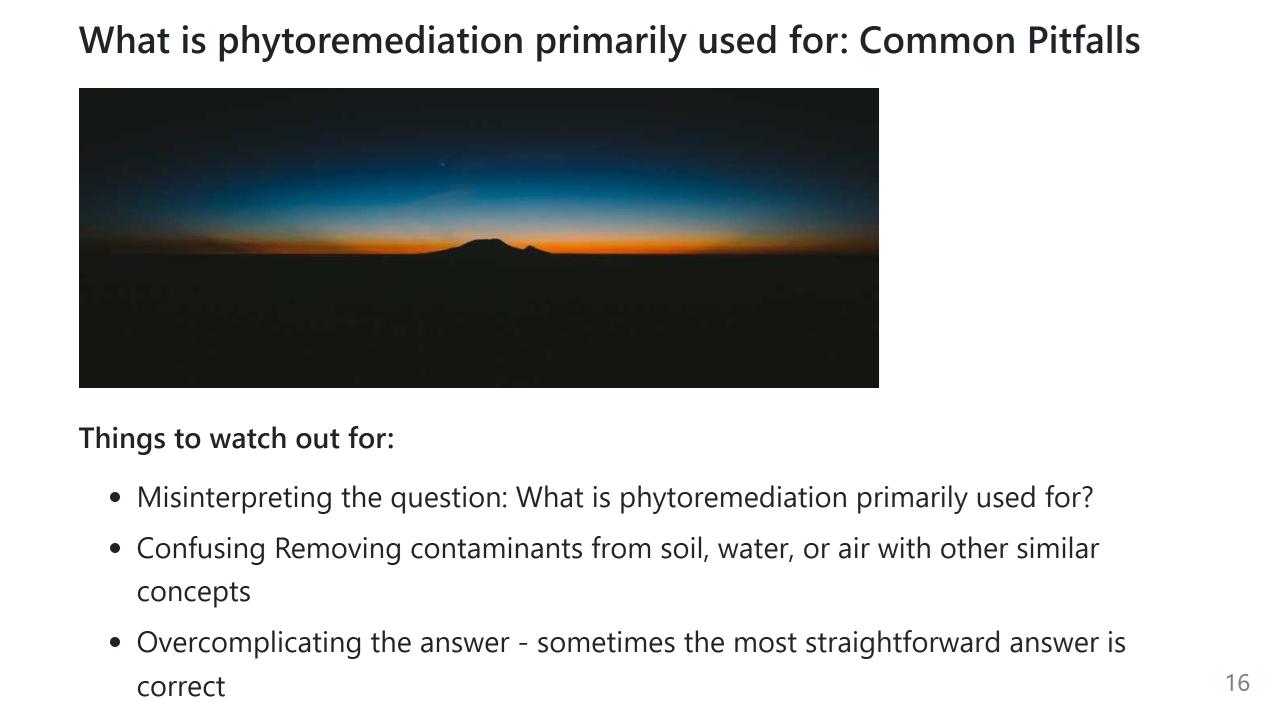 What is phytoremediation primarily used for: Common Pitfalls
Things to watch out for:
Misinterpreting the question: What is phytoremediation primarily used for?
Confusing Removing contaminants from soil, water, or air with other similar
concepts
Overcomplicating the answer - sometimes the most straightforward answer is
correct
16